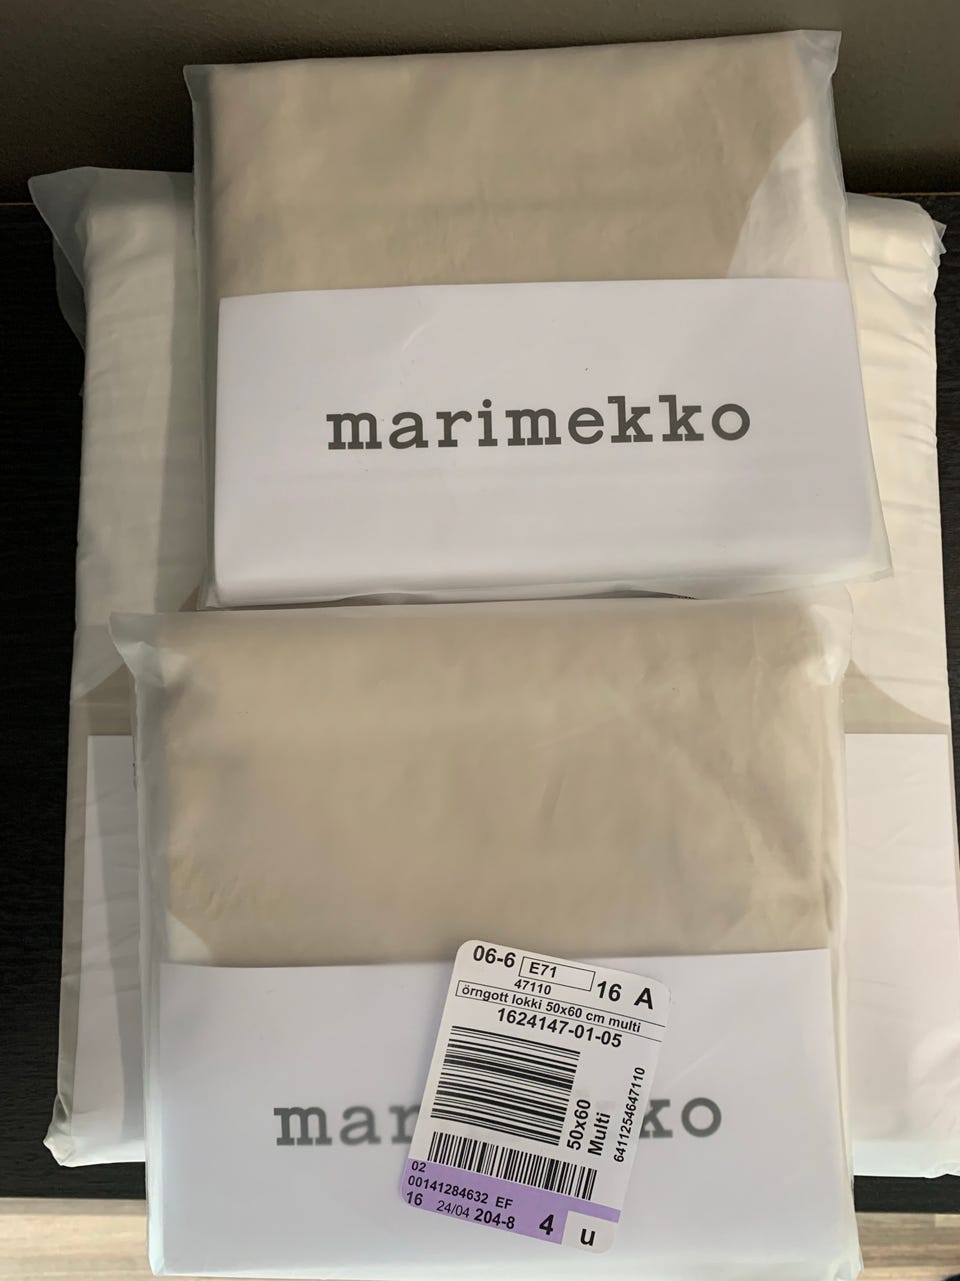 marimekko
06-6 E71 16 A
47110
örngott lokki 50x60 cm multi
1624147-01-05
50x60
Multi
6411254647110
mar kko
02
00141284632 EF
16 24/04 204-8 4 u